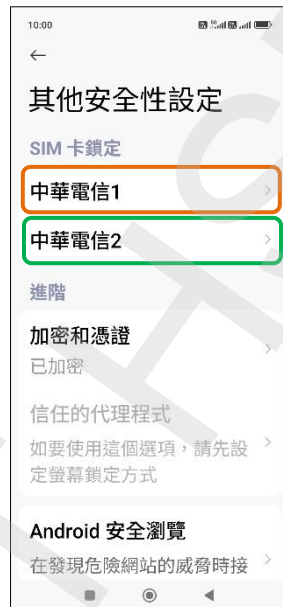 10:00
其他安全性設定
SIM 卡鎖定
中華電信1
中華電信2
進階
加密和憑證
已加密
信任的代理程式
如要使用這個選項，請先設
定螢幕鎖定方式
Android 安全瀏覽
在發現危險網站的威脅時接